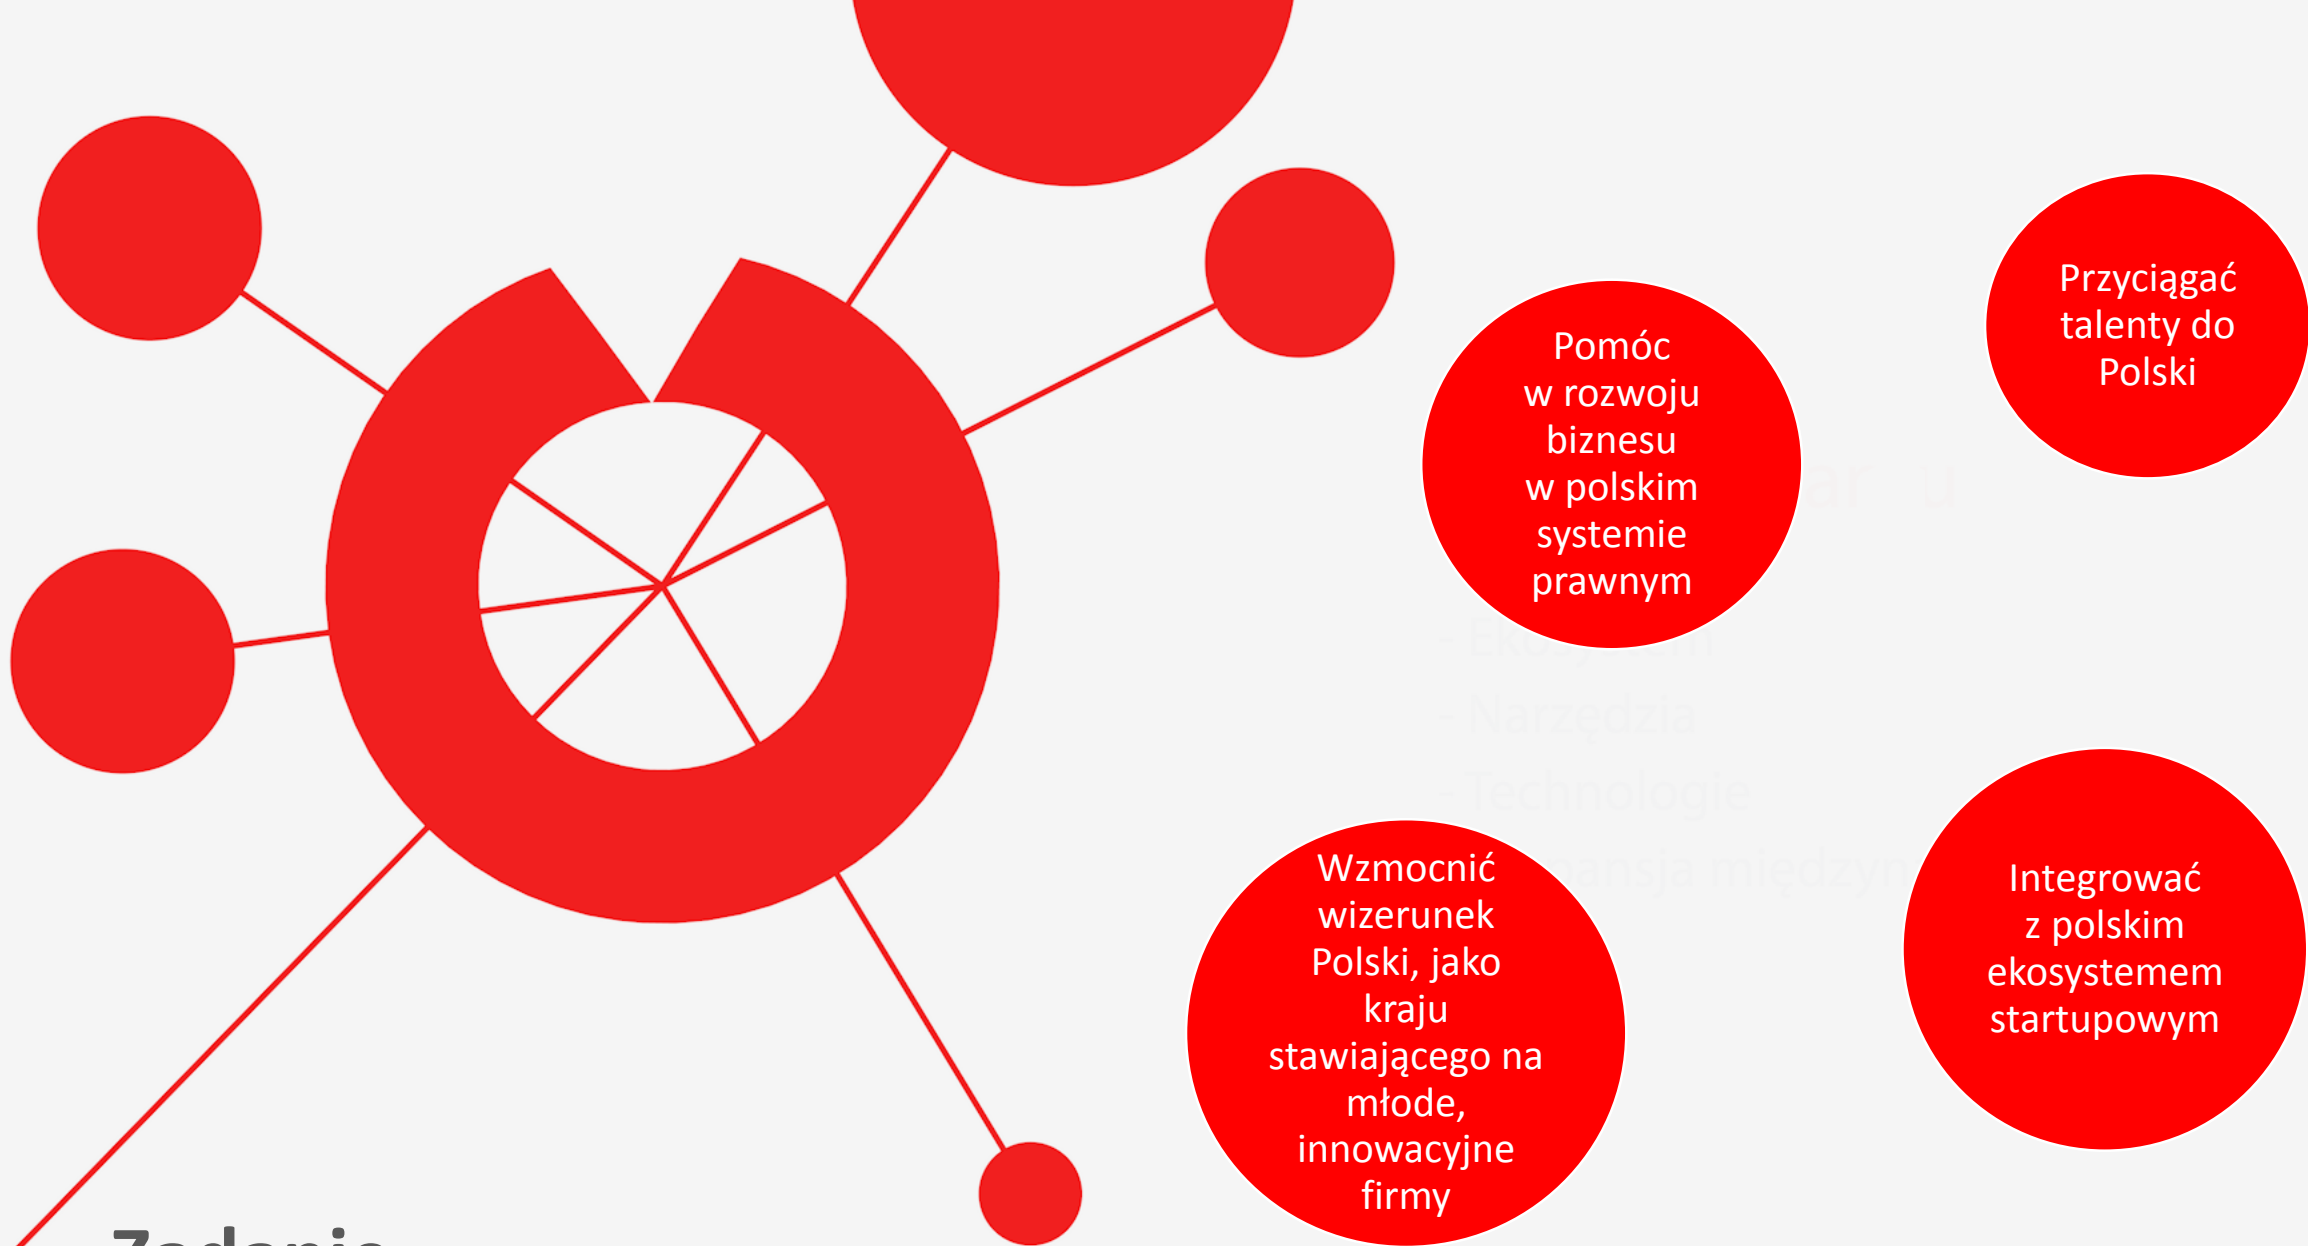 Przyciągać
talenty do
Polski
Pomóc
w rozwoju
biznesu
w polskim
systemie
prawnym
- Narzędzia
- Technologie
Wzmocnić
wizerunek
Polski, jako
kraju
stawiającego na
młode,
innowacyjne
firmy
Integrować
z polskim
ekosystemem
startupowym